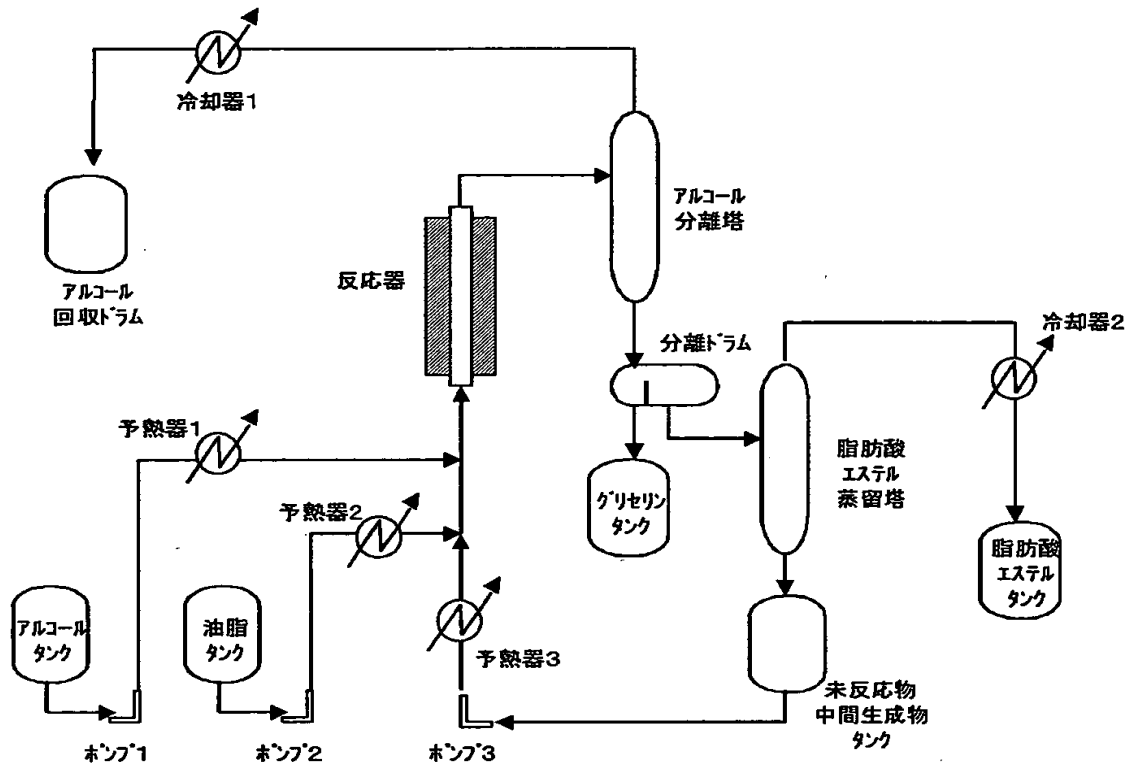 冷却器1
アルコール
回収ドラム
アルコール
分離塔
反応器
分離ドラム
冷却器2
予熱器1
予熱器2
グリセリン
タンク
脂肪酸
エステル
蒸留塔
脂肪酸
エステル
タンク
アルコール
タンク
油脂
タンク
予熱器3
未反応物
中間生成物
タンク
ポンプ1
ポンプ2
ポンプ3